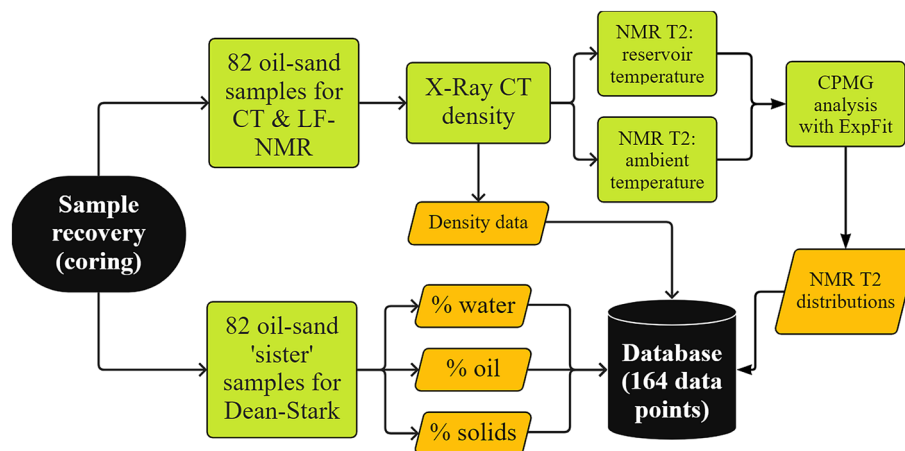 Sample
recovery
(coring)
82 oil-sand
samples for
CT & LF-
NMR
X-Ray CT
density
NMR T2:
reservoir
temperature
NMR T2:
ambient
temperature
CPMG
analysis
with ExpFit
Density data
NMR T2
distributions
82 oil-sand
'sister'
samples for
Dean-Stark
% water
% oil
% solids
Database
(164 data
points)